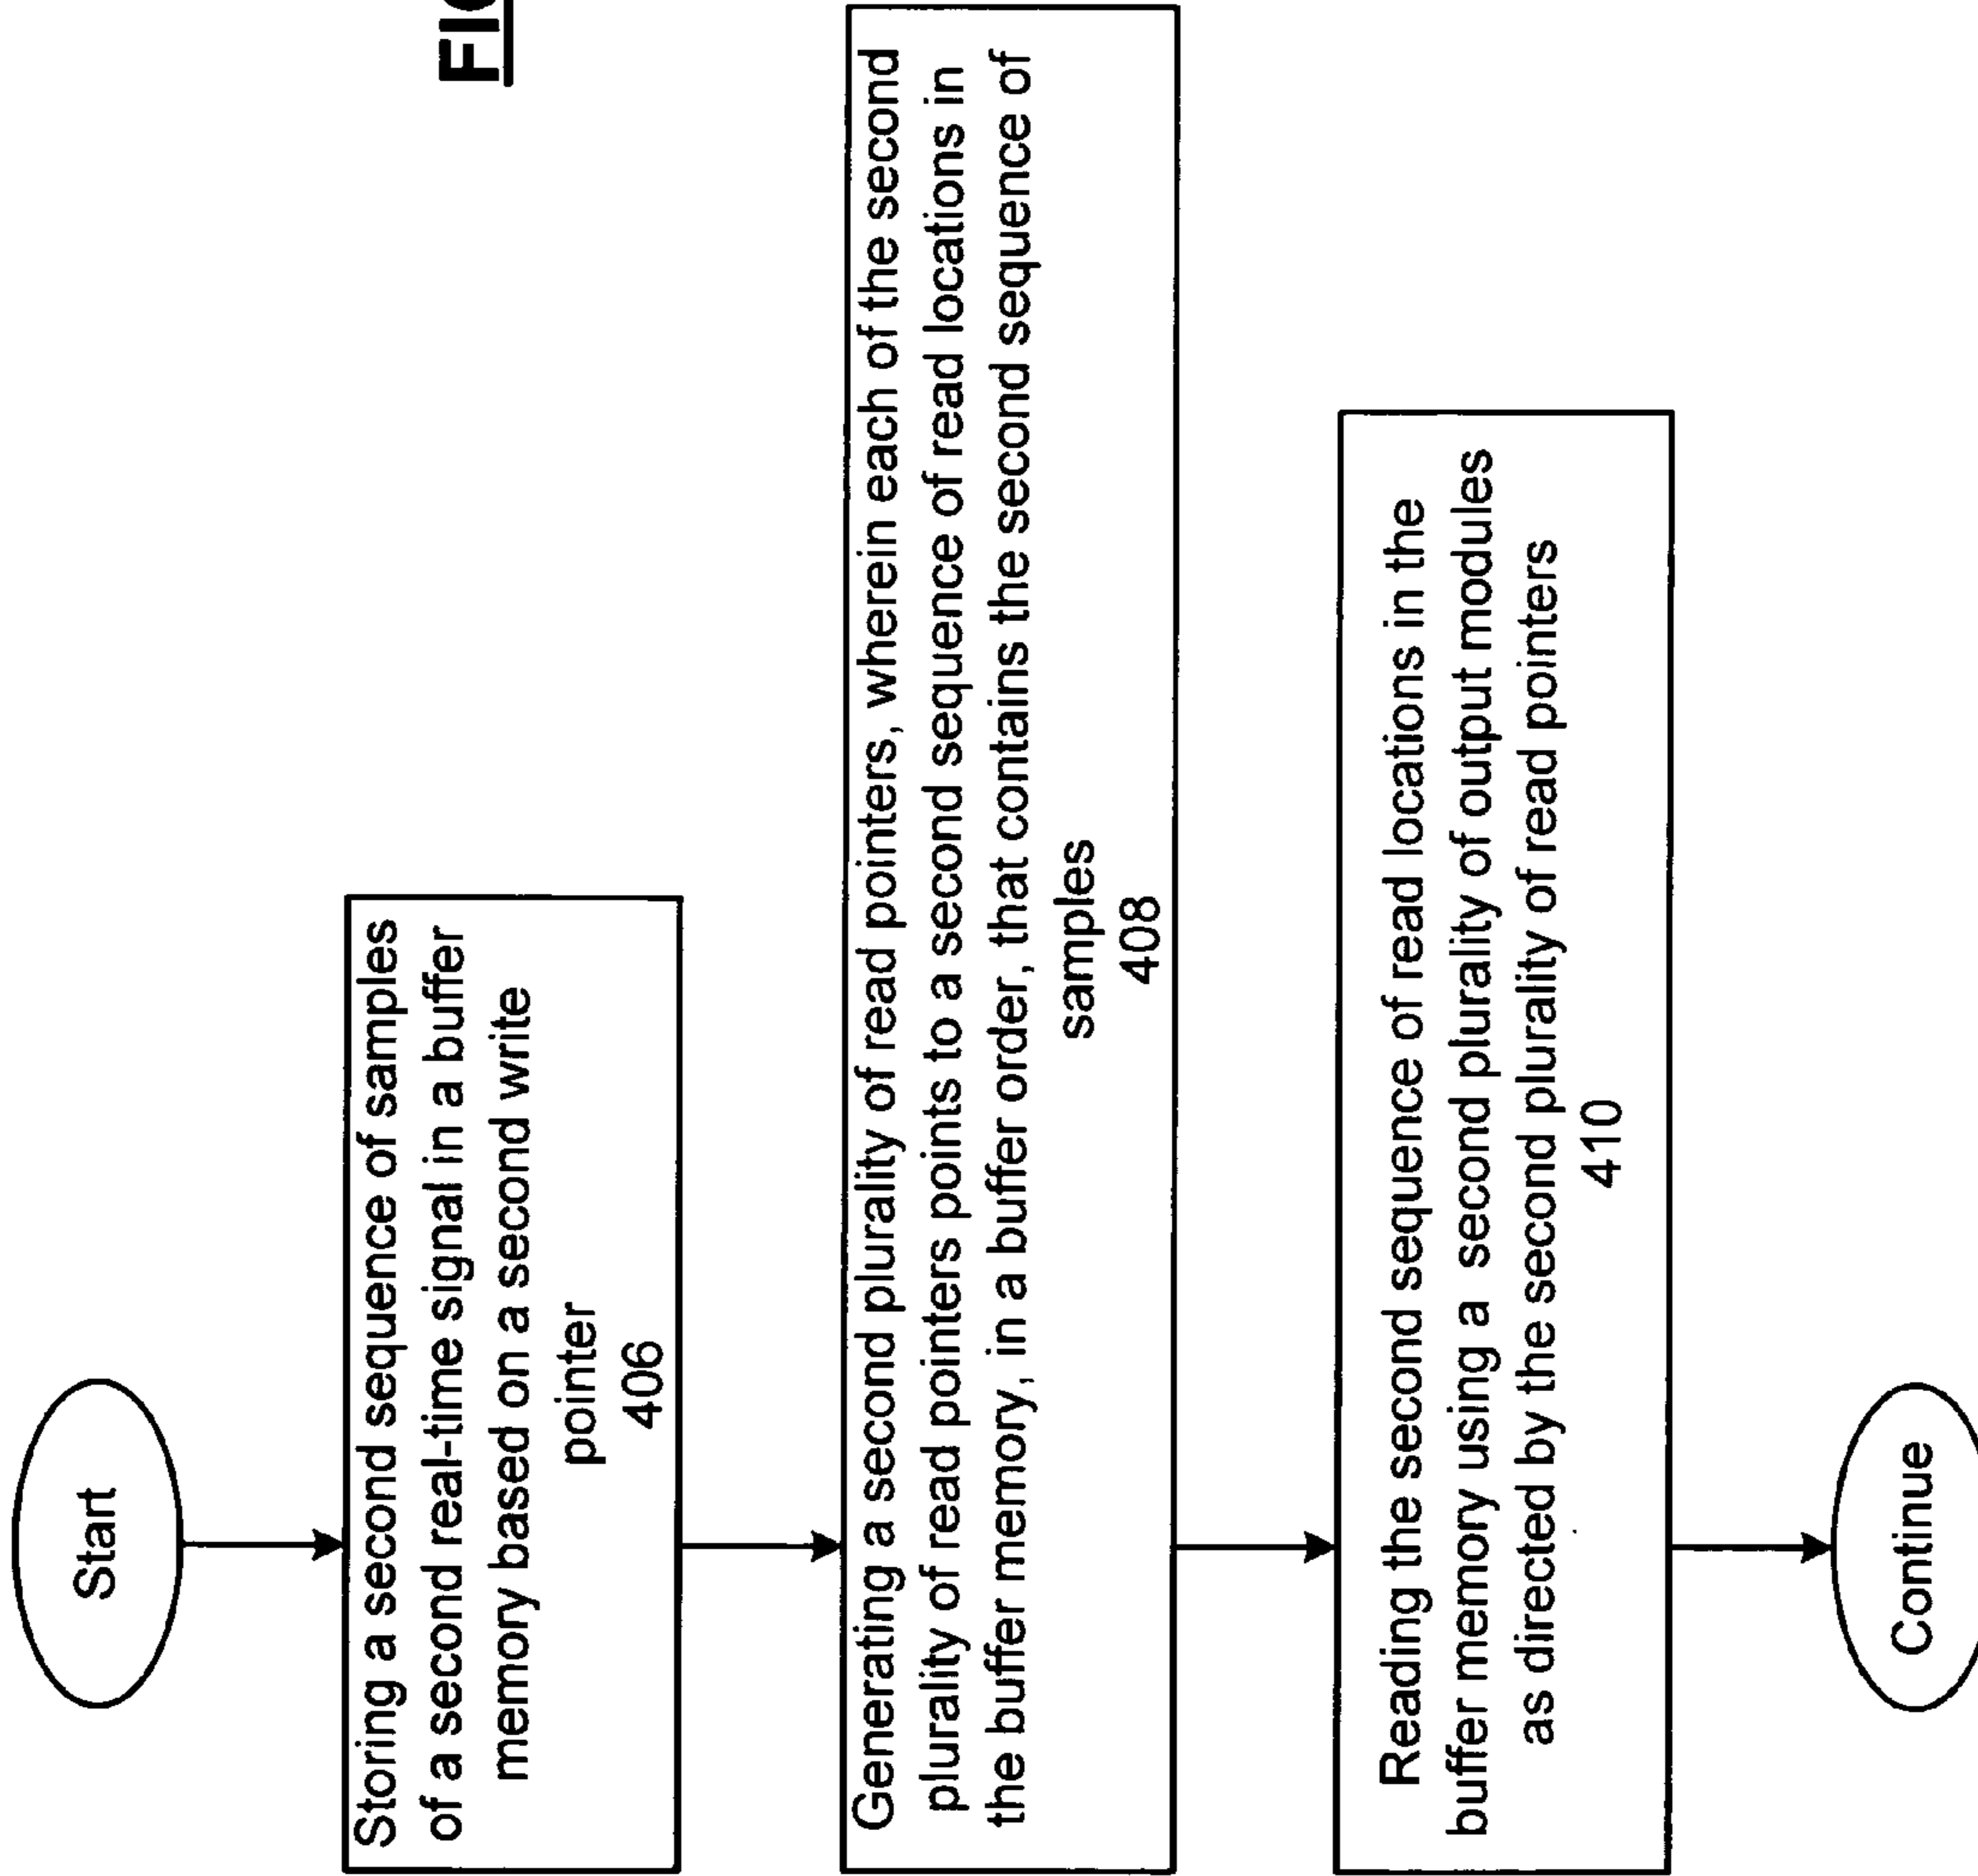 Start
Storing a second sequence of samples
of a second real-time signal in a buffer
memory based on a second write
pointer
406
Generating a second plurality of read pointers, wherein each of the second
plurality of read pointers points to a second sequence of read locations in
the buffer memory, in a buffer order, that contains the second sequence of
samples
408
Reading the second sequence of read locations in the
buffer memory using a second plurality of output modules
as directed by the second plurality of read pointers
410
Continue